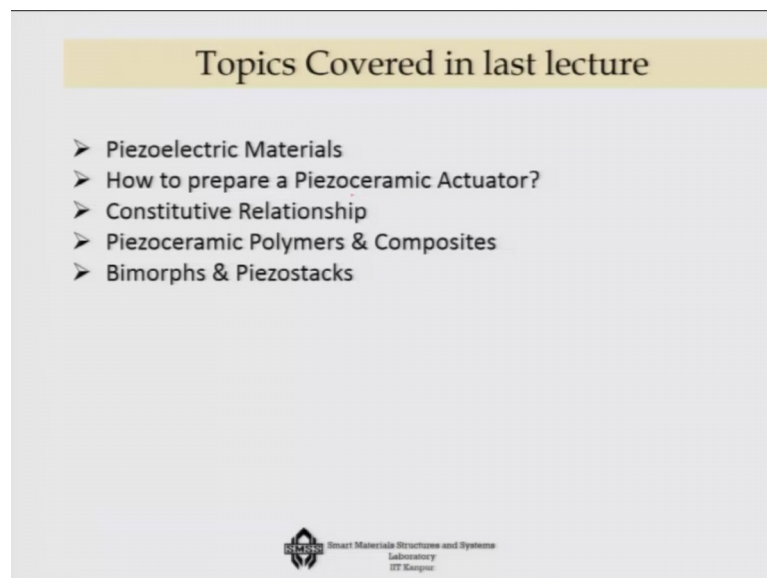 Topics Covered in last lecture
➢ Piezoelectric Materials
➢ How to prepare a Piezoceramic Actuator?
➢ Constitutive Relationship
➢ Piezoceramic Polymers & Composites
➢ Bimorphs & Piezostacks
SMSS
Smart Materials Structures and Systems
Laboratory
IIT Kanpur